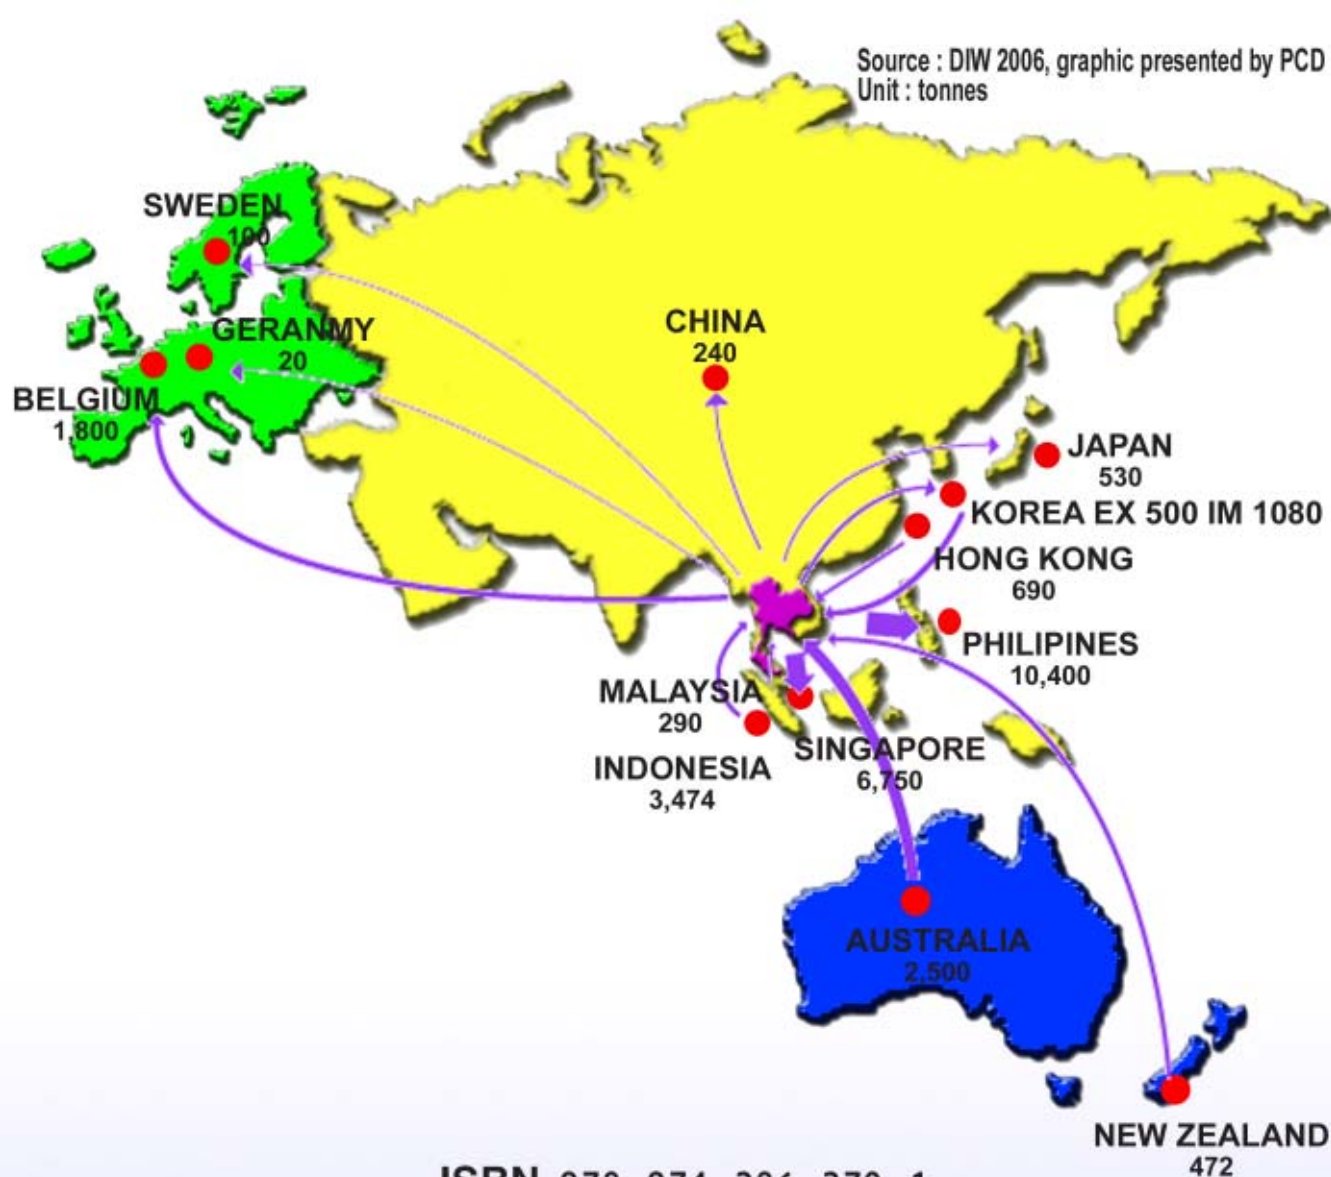 Source : DIW 2006, graphic presented by PCD
Unit : tonnes
SWEDEN
100
GERANMY
20
BELGIUM
1,800
CHINA
240
JAPAN
530
KOREA EX 500 IM 1080
HONG KONG
690
PHILIPINES
10,400
MALAYSIA
290
SINGAPORE
6,750
INDONESIA
3,474
AUSTRALIA
2,500
NEW ZEALAND
472